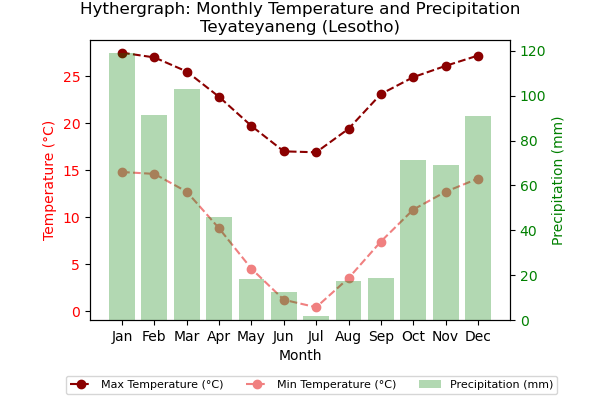 Hythergraph: Monthly Temperature and Precipitation
Teyateyaneng (Lesotho)
Temperature (°C)
25
20
15
10
5
0
120
100
80
60
40
20
0
Precipitation (mm)
Jan Feb Mar Apr May Jun Jul Aug Sep Oct Nov Dec
Month
Max Temperature (°C) Min Temperature (°C) Precipitation (mm)